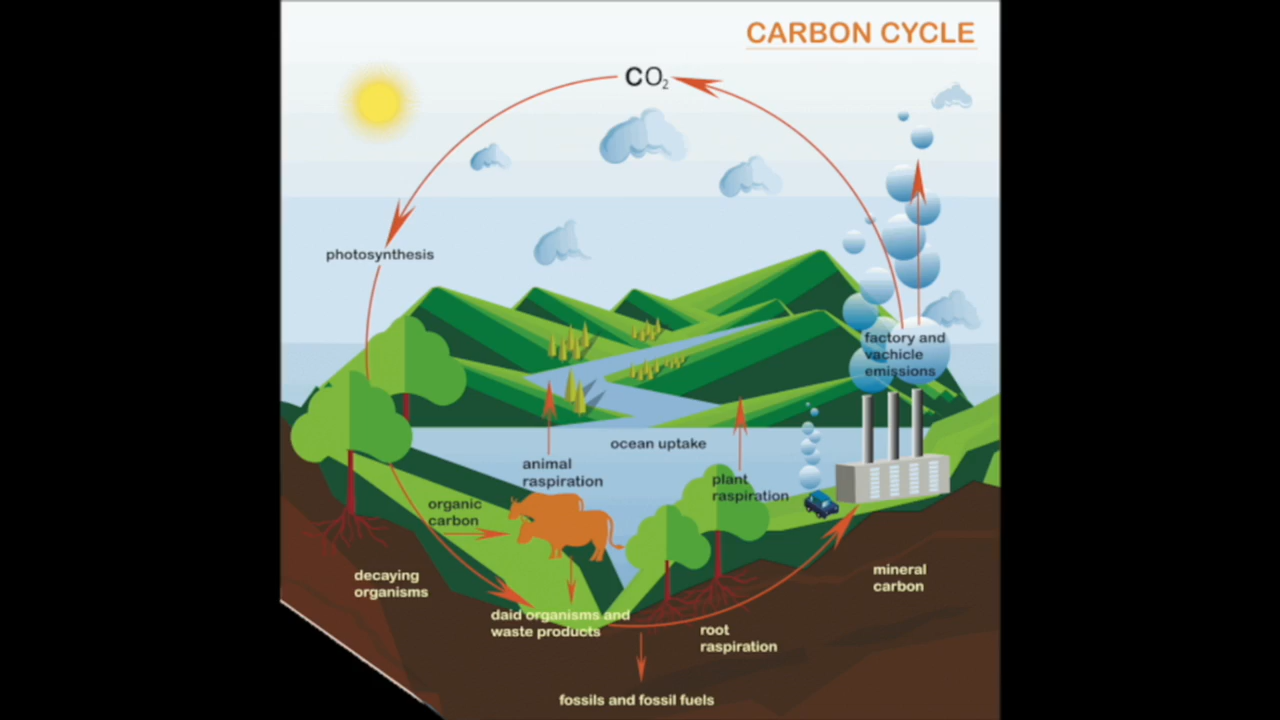 CARBON CYCLE
CO₂
photosynthesis
factory and
vachicle
emissions
ocean uptake
animal
raspiration
plant
raspiration
organic
carbon
decaying
organisms
mineral
carbon
daid organisms and
waste products
root
raspiration
fossils and fossil fuels